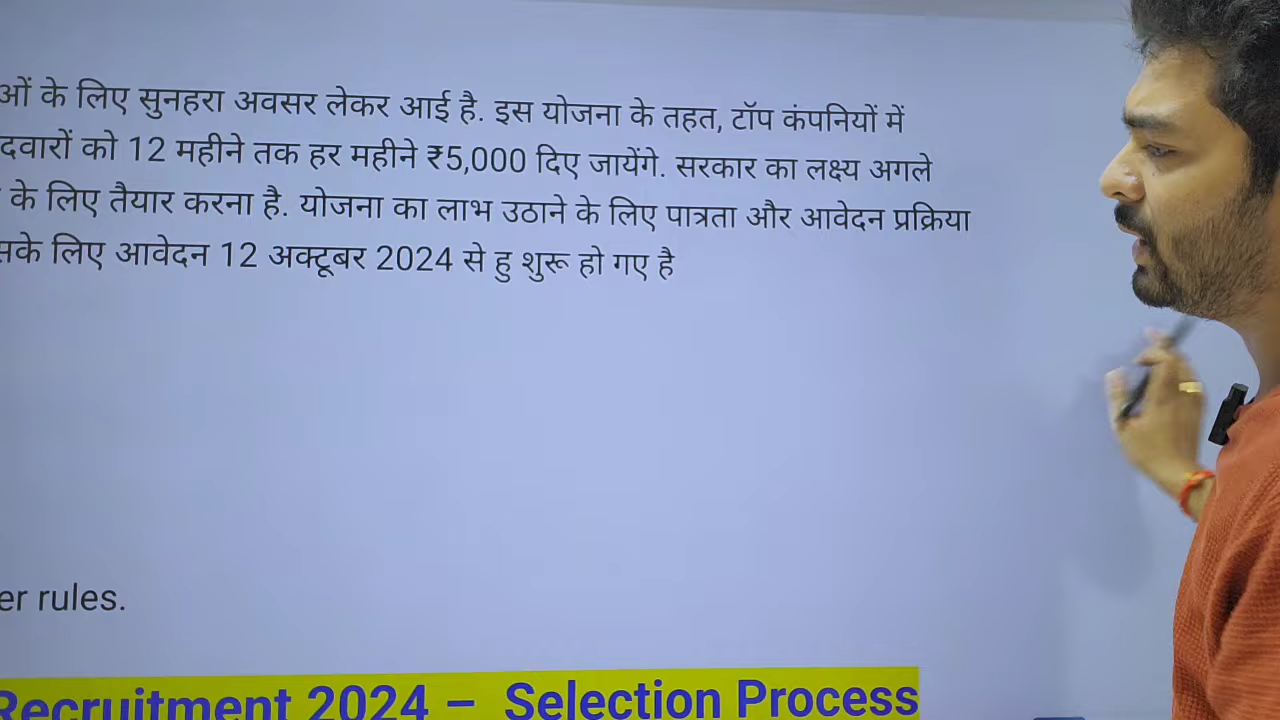 ओं के लिए सुनहरा अवसर लेकर आई है. इस योजना के तहत, टॉप कंपनियों में
दवारों को 12 महीने तक हर महीने ₹5,000 दिए जायेंगे. सरकार का लक्ष्य अगले
के लिए तैयार करना है. योजना का लाभ उठाने के लिए पात्रता और आवेदन प्रक्रिया
सके लिए आवेदन 12 अक्टूबर 2024 से हु शुरू हो गए है
er rules.
Recruitment 2024 – Selection Process